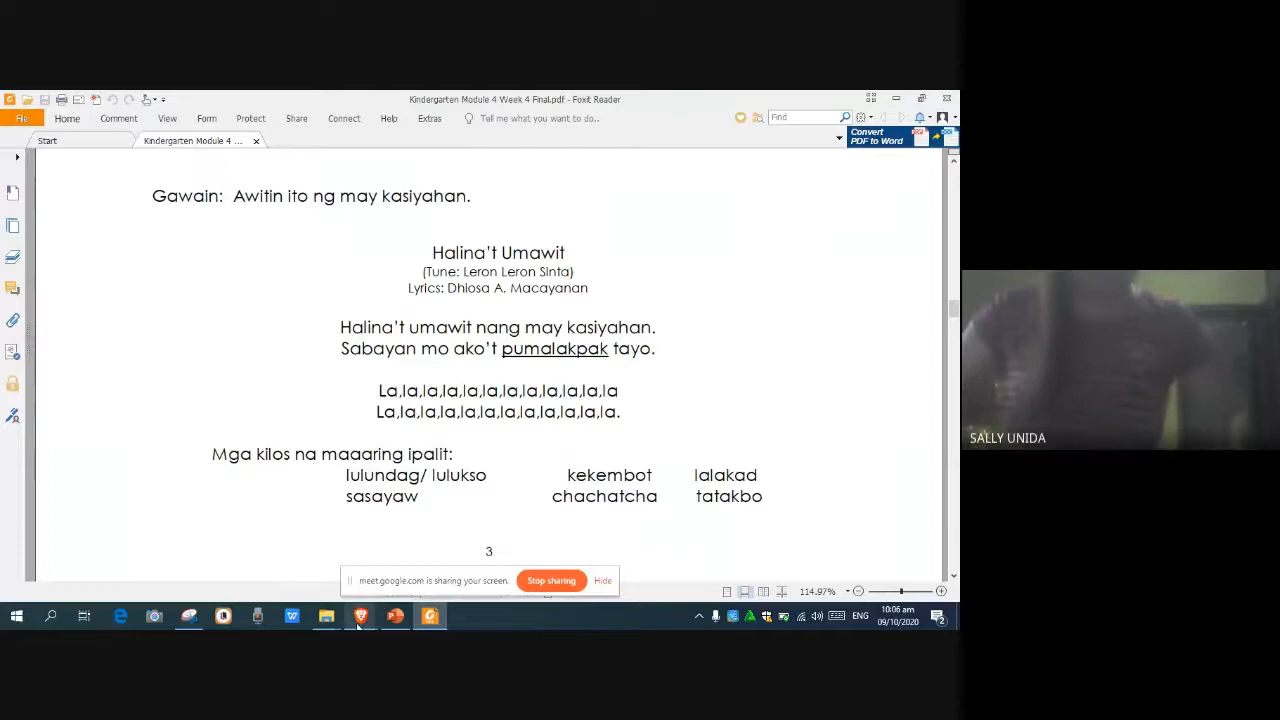 Kindergarten Module 4 Week 4 Final.pdf - Foxit Reader
File Home Comment View Form Protect Share Connect Help Extras Tell me what you want to do.. Find
Start Kindergarten Module 4 ... Convert PDF to Word
Gawain: Awitin ito ng may kasiyahan.
Halina't Umawit
(Tune: Leron Leron Sinta)
Lyrics: Dhiosa A. Macayanan
Halina't umawit nang may kasiyahan.
Sabayan mo ako't pumalakpak tayo.
La,la,la,la,la,la,la,la,la,la,la,la
La,la,la,la,la,la,la,la,la,la,la,la.
Mga kilos na maaaring ipalit:
lulundag/ lulukso kekembot lalakad
sasayaw chachatcha tatakbo
3
meet.google.com is sharing your screen. Stop sharing Hide
114.97%
ENG 10:06 am
09/10/2020 2
SALLY UNIDA